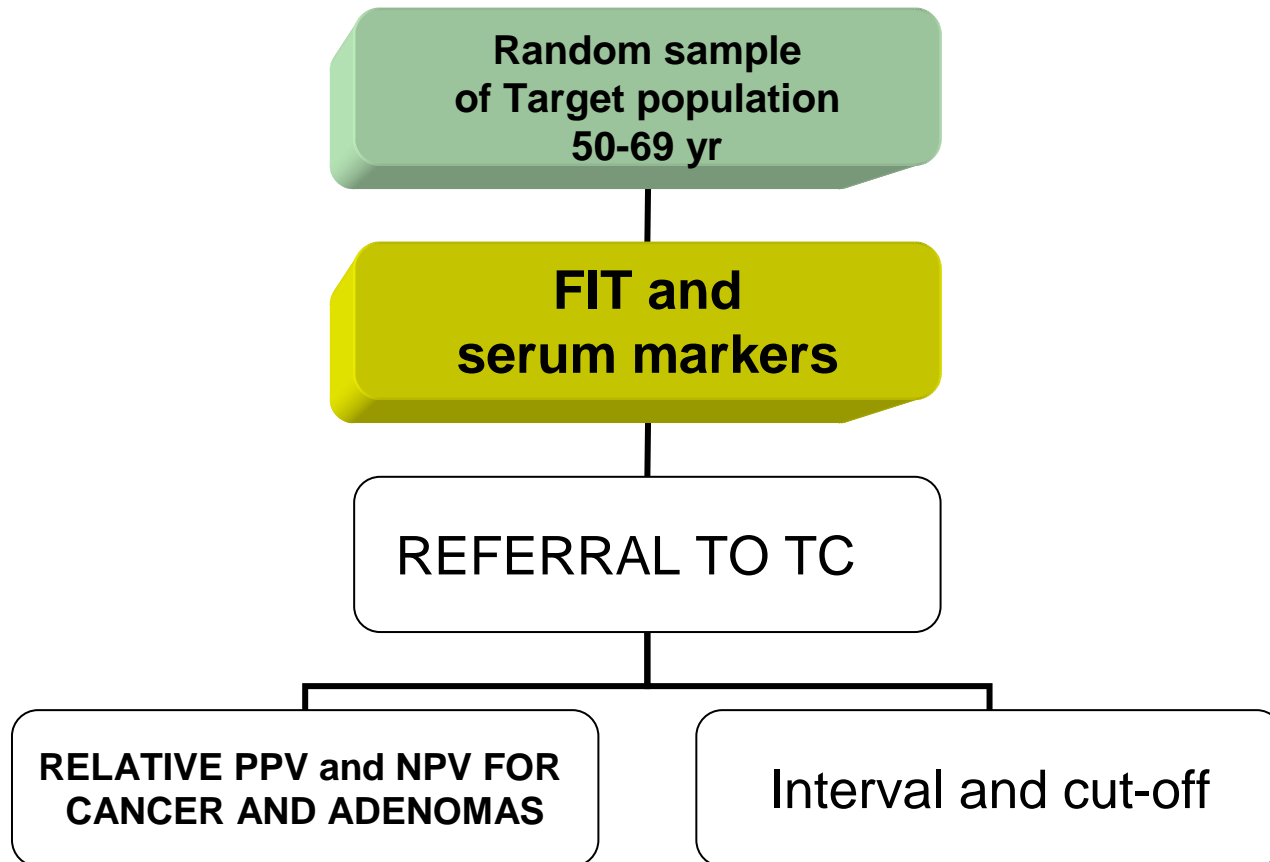 Random sample
of Target population
50-69 yr
FIT and
serum markers
REFERRAL TO TC
RELATIVE PPV and NPV FOR
CANCER AND ADENOMAS
Interval and cut-off